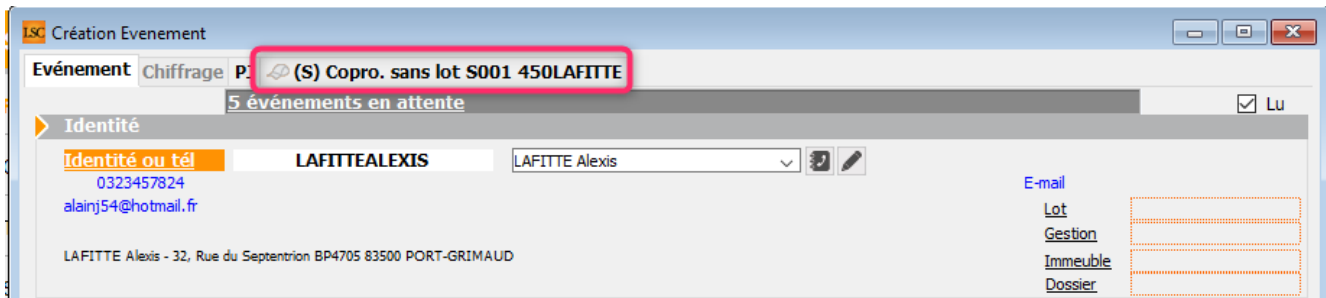 LSC Création Evenement
Evénement Chiffrage (S) Copro. sans lot S001 450LAFITTE
5 événements en attente Lu
Identité
Identité ou tél LAFITTEALEXIS LAFITTE Alexis
0323457824 E-mail
alainj54@hotmail.fr Lot
Gestion
LAFITTE Alexis - 32, Rue du Septentrion BP4705 83500 PORT-GRIMAUD Immeuble
Dossier